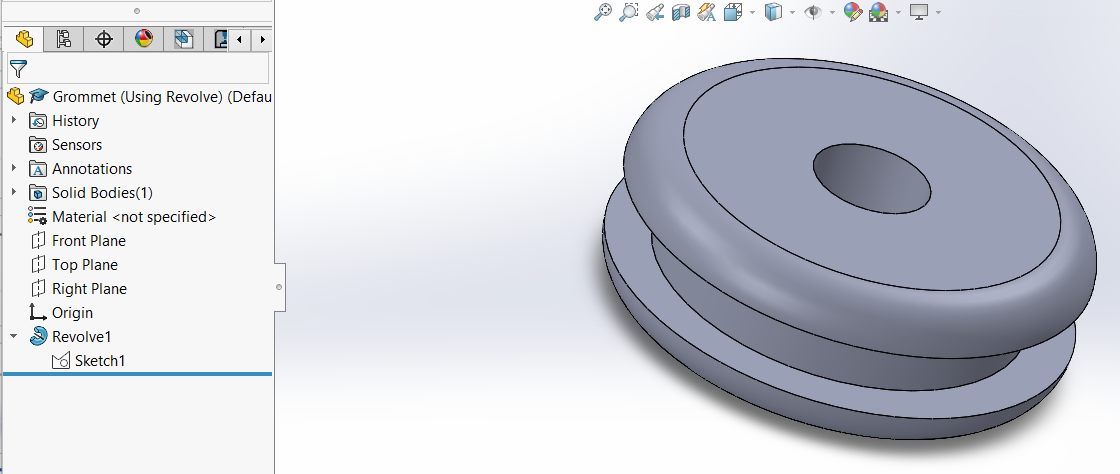 Grommet (Using Revolve) (Defau
History
Sensors
Annotations
Solid Bodies(1)
Material <not specified>
Front Plane
Top Plane
Right Plane
Origin
Revolve1
Sketch1